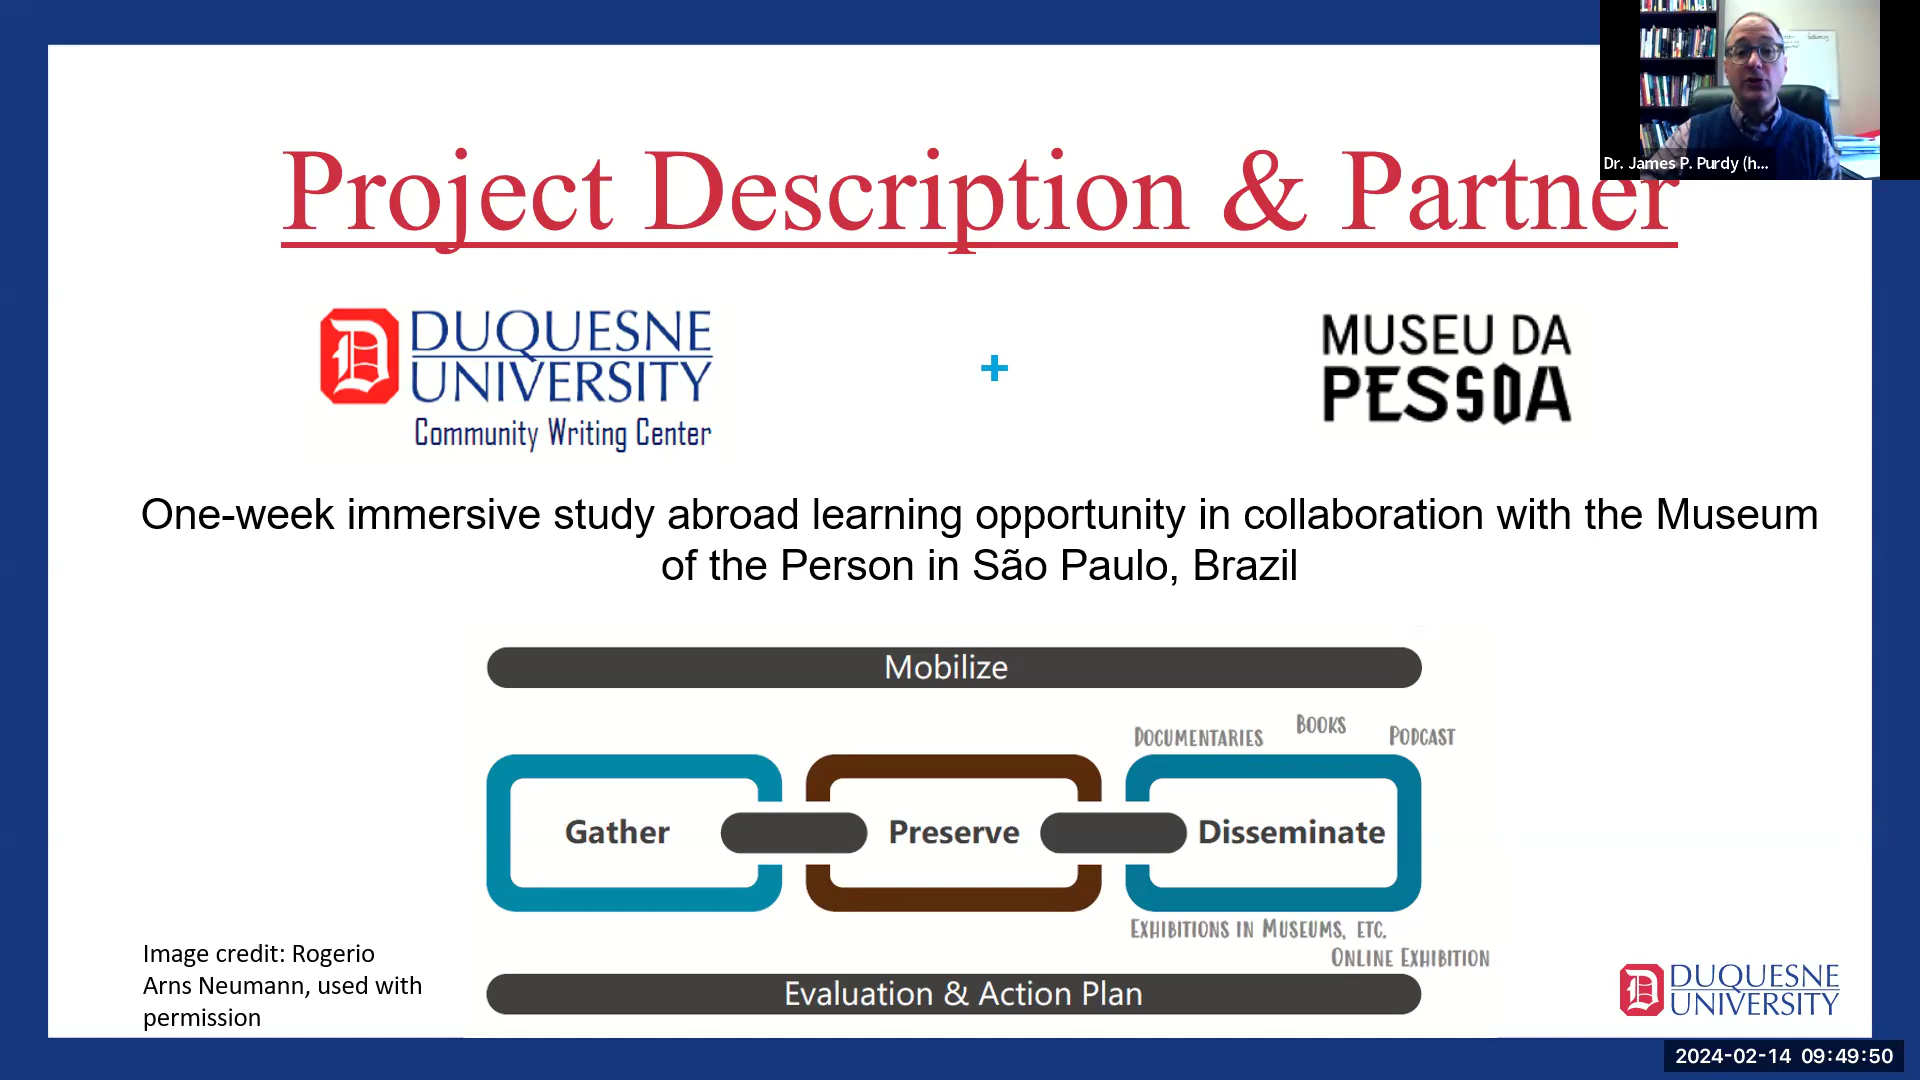 Dr. James P. Purdy (h...
Project Description & Partner
DUQUESNE
UNIVERSITY
Community Writing Center
+
MUSEU DA
PESSOA
One-week immersive study abroad learning opportunity in collaboration with the Museum
of the Person in São Paulo, Brazil
Mobilize
DOCUMENTARIES
BOOKS
PODCAST
Gather
Preserve
Disseminate
EXHIBITIONS IN MUSEUMS, ETC.
ONLINE EXHIBITION
Evaluation & Action Plan
Image credit: Rogerio
Arns Neumann, used with
permission
D
DUQUESNE
UNIVERSITY
2024-02-14 09:49:50